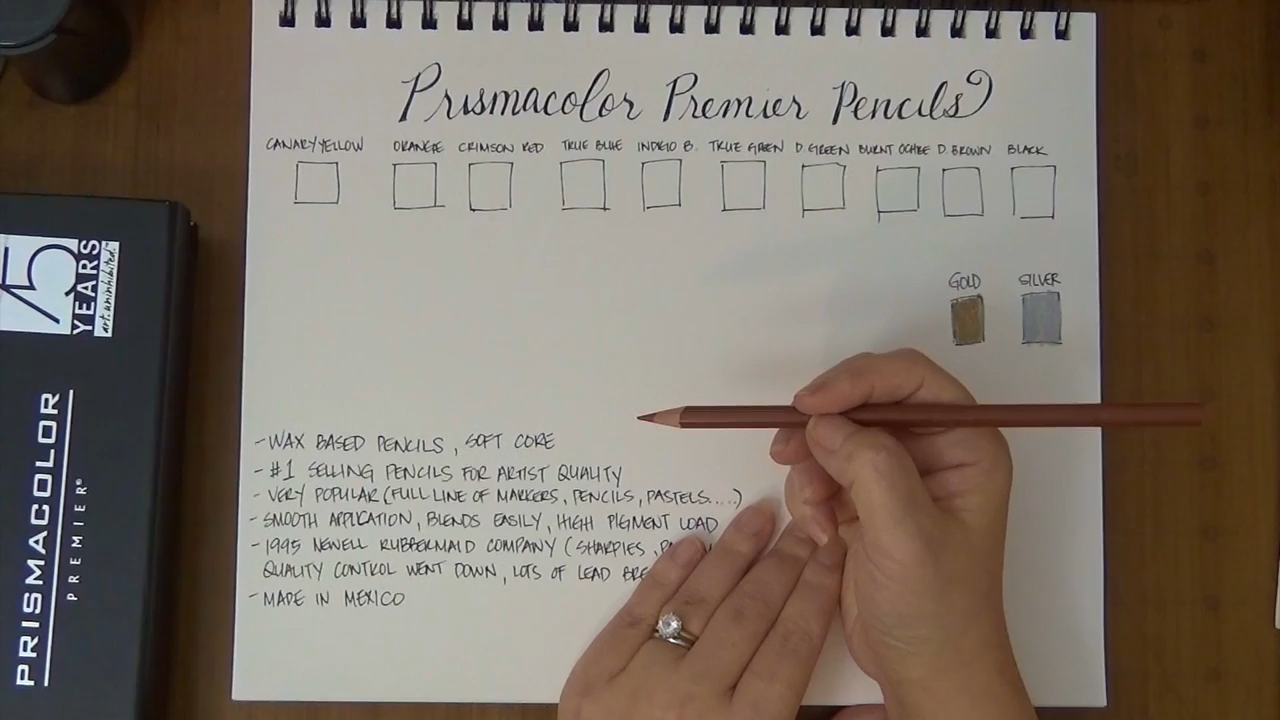 Prismacolor Premier Pencils
CANARY YELLOW ORANGE CRIMSON RED TRUE BLUE INDIGO B. TRUE GREEN D. GREEN BURNT OCHRE D. BROWN BLACK
GOLD SILVER
- WAX BASED PENCILS, SOFT CORE
- #1 SELLING PENCILS FOR ARTIST QUALITY
- VERY POPULAR (FULL LINE OF MARKERS, PENCILS, PASTELS....)
- SMOOTH APPLICATION, BLENDS EASILY, HIGH PIGMENT LOAD
- 1995 NEWELL RUBBERMAID COMPANY (SHARPIES,
QUALITY CONTROL WENT DOWN, LOTS OF LEAD
- MADE IN MEXICO
75 YEARS
art. uninhibited.™
PRISMACOLOR
PREMIER®